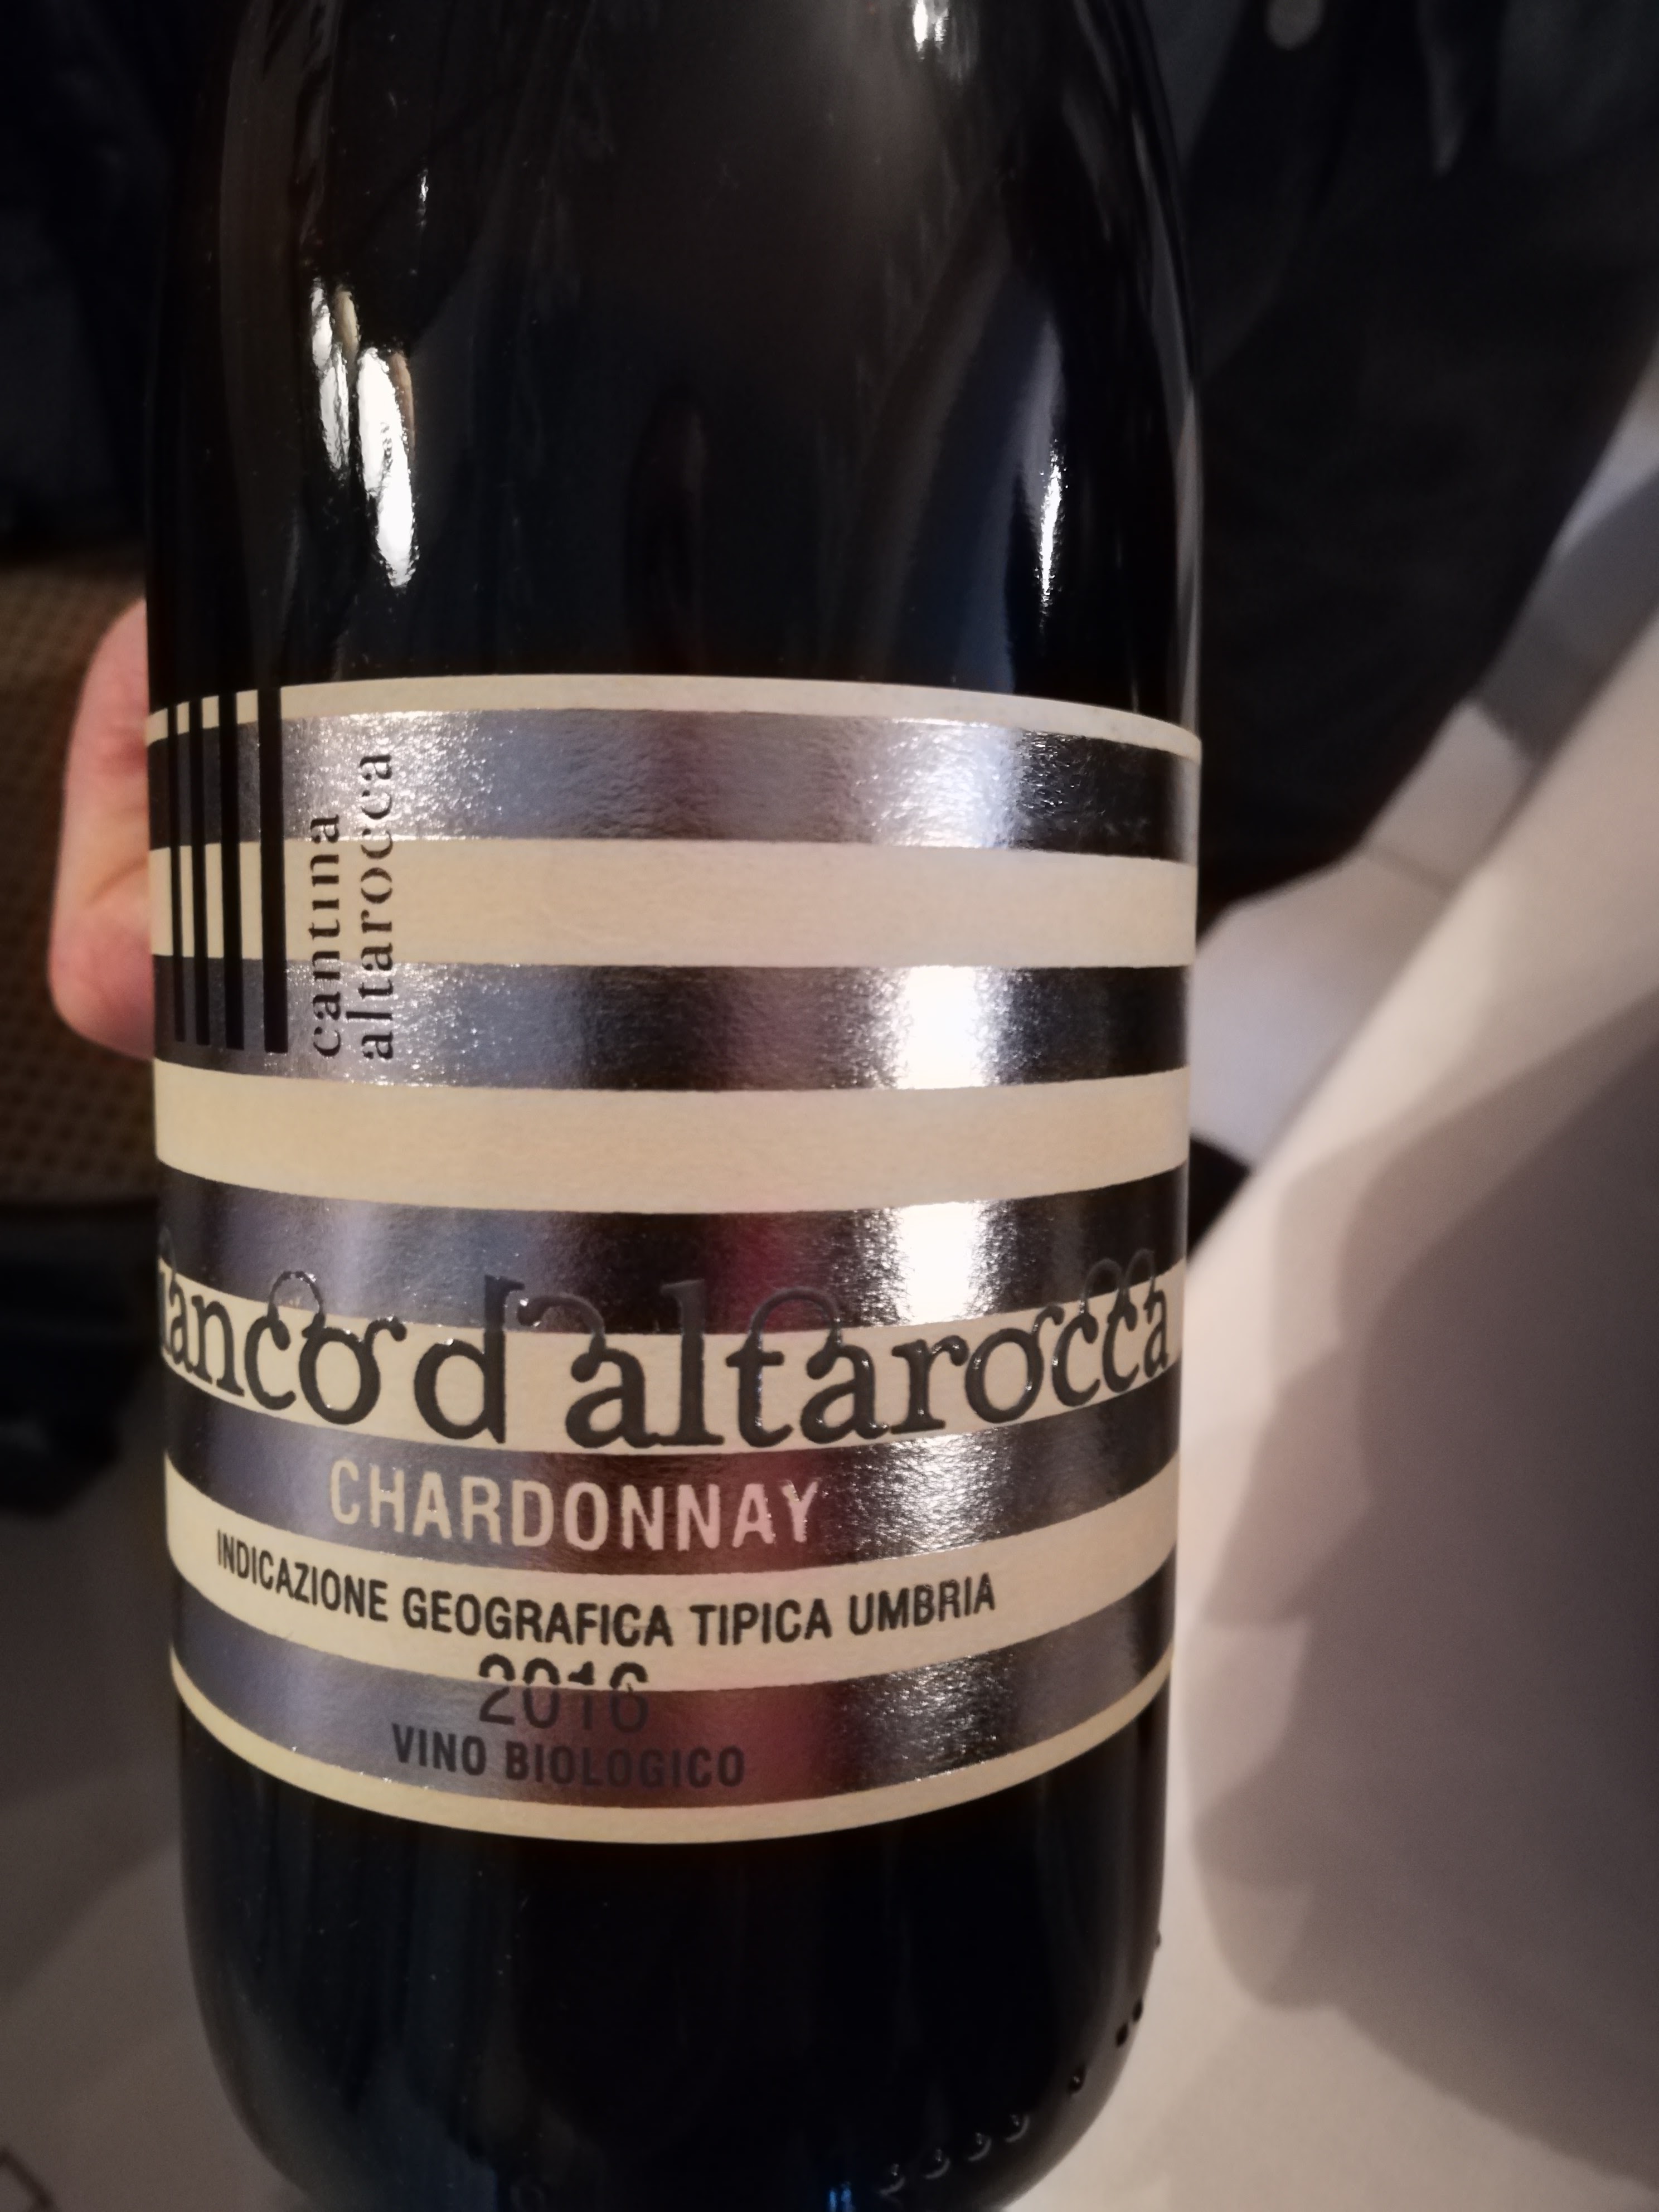 cantina
altarocca
ianco d'altarocca
CHARDONNAY
INDICAZIONE GEOGRAFICA TIPICA UMBRIA
2016
VINO BIOLOGICO